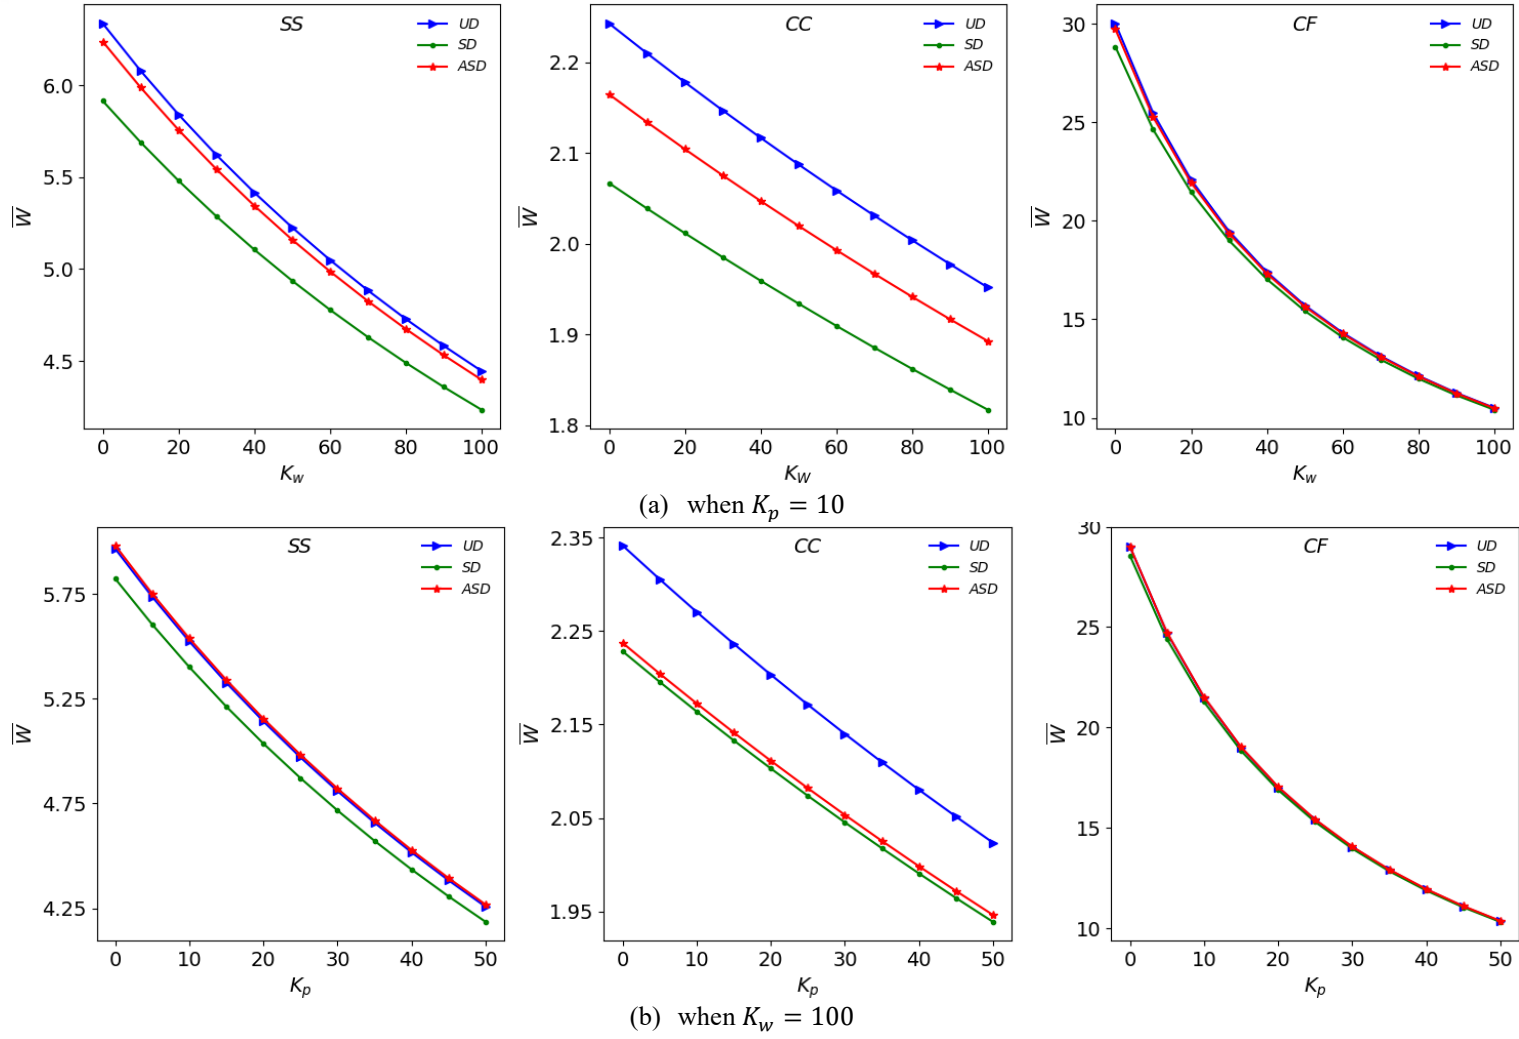 SS
UD
SD
ASD
6.0
5.5
5.0
4.5
W̅
0 20 40 60 80 100
K_w
CC
UD
SD
ASD
2.2
2.1
2.0
1.9
1.8
W̅
0 20 40 60 80 100
K_W
CF
UD
SD
ASD
30
25
20
15
10
W̅
0 20 40 60 80 100
K_w
(a) when K_p = 10
SS
UD
SD
ASD
5.75
5.25
4.75
4.25
W̅
0 10 20 30 40 50
K_p
CC
UD
SD
ASD
2.35
2.25
2.15
2.05
1.95
W̅
0 10 20 30 40 50
K_p
CF
UD
SD
ASD
30
25
20
15
10
W̅
0 10 20 30 40 50
K_p
(b) when K_w = 100